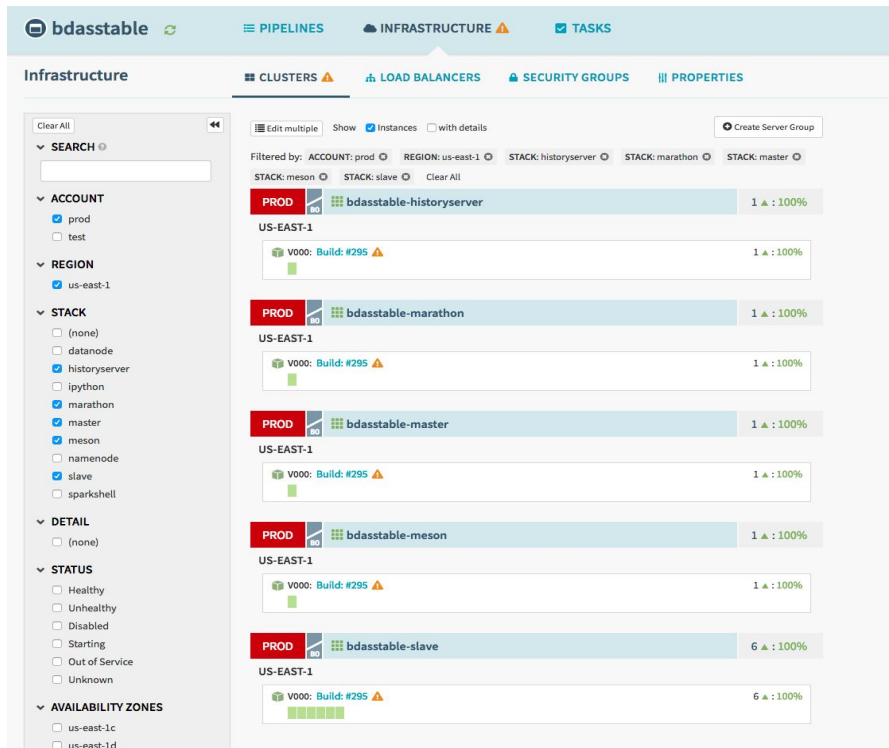 bdasstable
PIPELINES
INFRASTRUCTURE
TASKS
Infrastructure
CLUSTERS
LOAD BALANCERS
SECURITY GROUPS
PROPERTIES
Clear All
SEARCH
ACCOUNT
prod
test
REGION
us-east-1
STACK
(none)
datanode
historyserver
ipython
marathon
master
meson
namenode
slave
sparkshell
DETAIL
(none)
STATUS
Healthy
Unhealthy
Disabled
Starting
Out of Service
Unknown
AVAILABILITY ZONES
us-east-1c
us-east-1d
Edit multiple Show Instances with details Create Server Group
Filtered by: ACCOUNT: prod REGION: us-east-1 STACK: historyserver STACK: marathon STACK: master
STACK: meson STACK: slave Clear All
PROD BO bdasstable-historyserver 1 ▲ : 100%
US-EAST-1
V000: Build: #295 1 ▲ : 100%
PROD BO bdasstable-marathon 1 ▲ : 100%
US-EAST-1
V000: Build: #295 1 ▲ : 100%
PROD BO bdasstable-master 1 ▲ : 100%
US-EAST-1
V000: Build: #295 1 ▲ : 100%
PROD BO bdasstable-meson 1 ▲ : 100%
US-EAST-1
V000: Build: #295 1 ▲ : 100%
PROD BO bdasstable-slave 6 ▲ : 100%
US-EAST-1
V000: Build: #295 6 ▲ : 100%